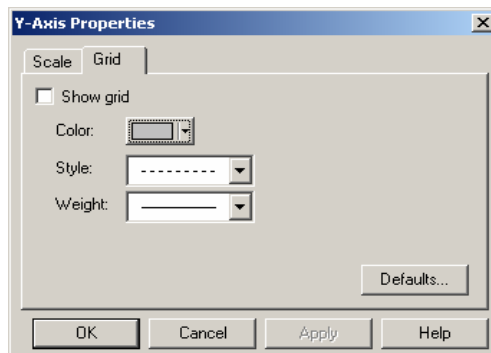 Y-Axis Properties
Scale Grid
Show grid
Color:
Style:
Weight:
Defaults...
OK Cancel Apply Help